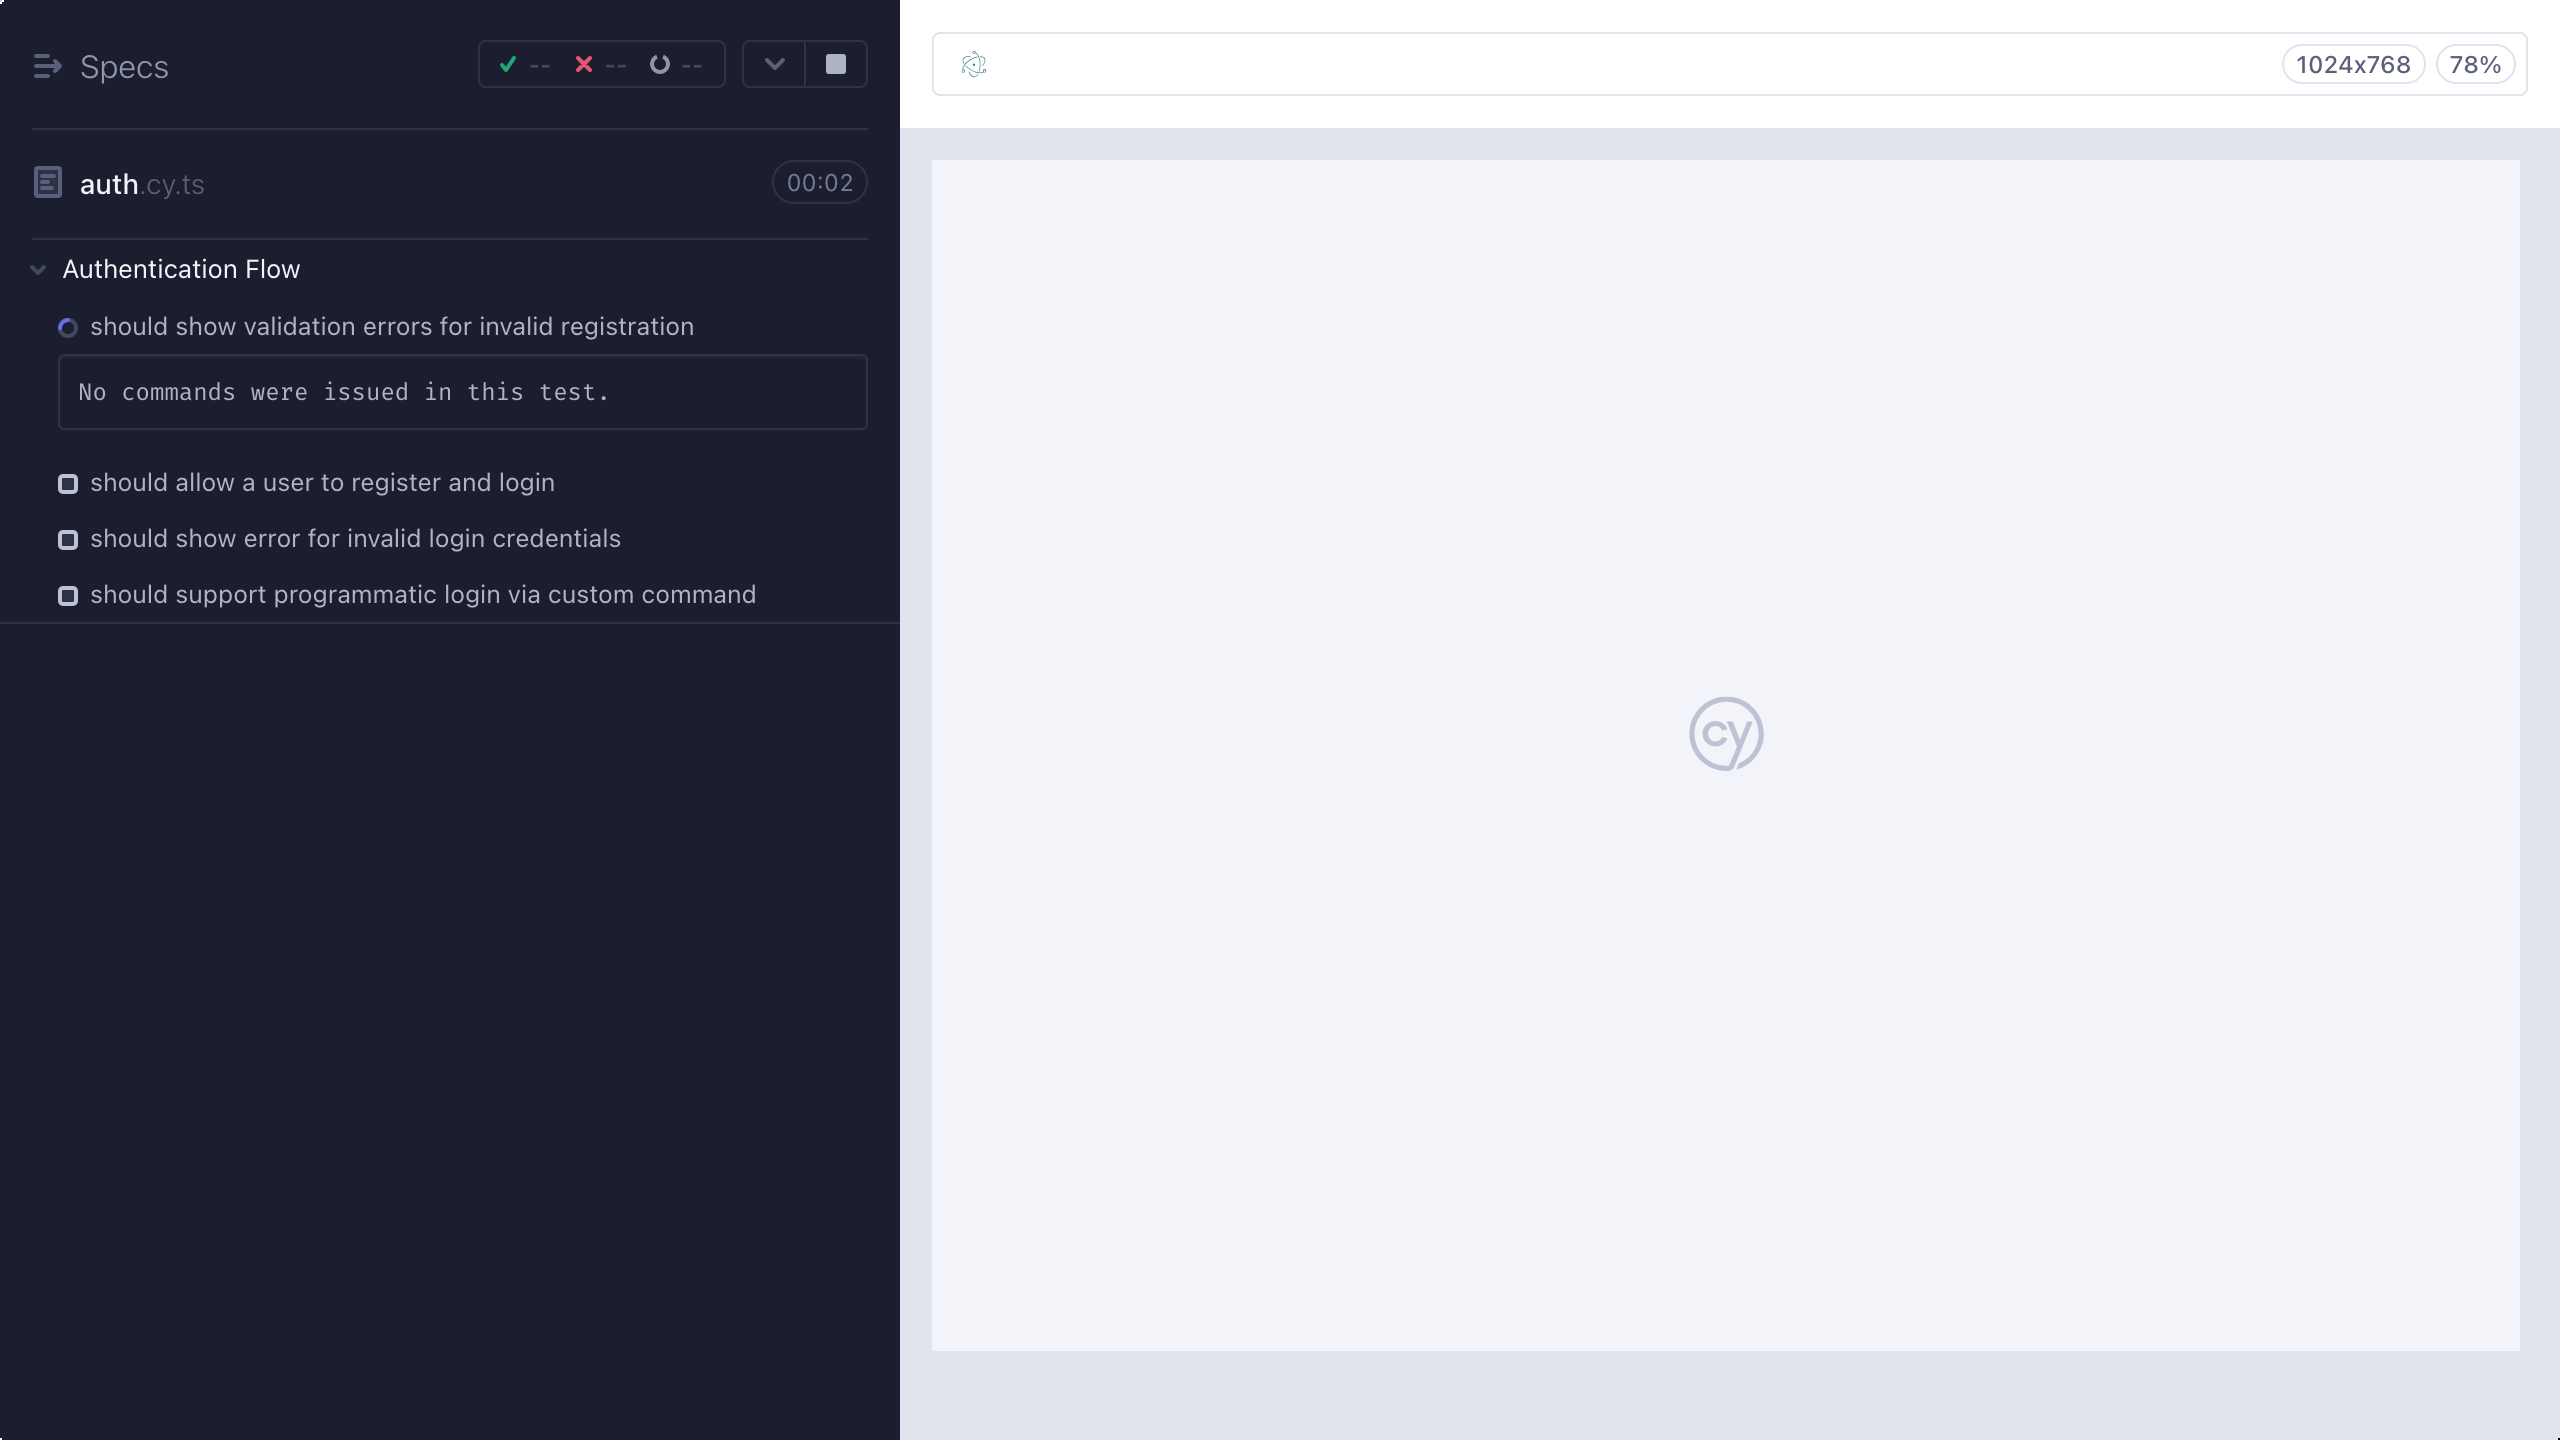 Specs
-- -- --
1024x768 78%
auth.cy.ts
00:02
Authentication Flow
should show validation errors for invalid registration
No commands were issued in this test.
should allow a user to register and login
should show error for invalid login credentials
should support programmatic login via custom command
cy